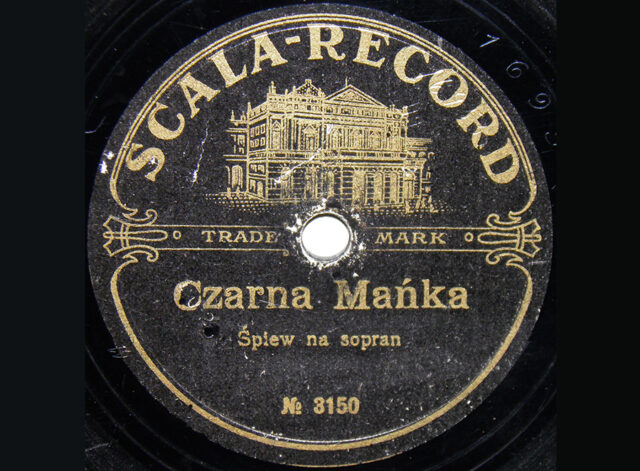 SCALA-RECORD
TRADE MARK
Czarna Mańka
Śpiew na sopran
№ 3150